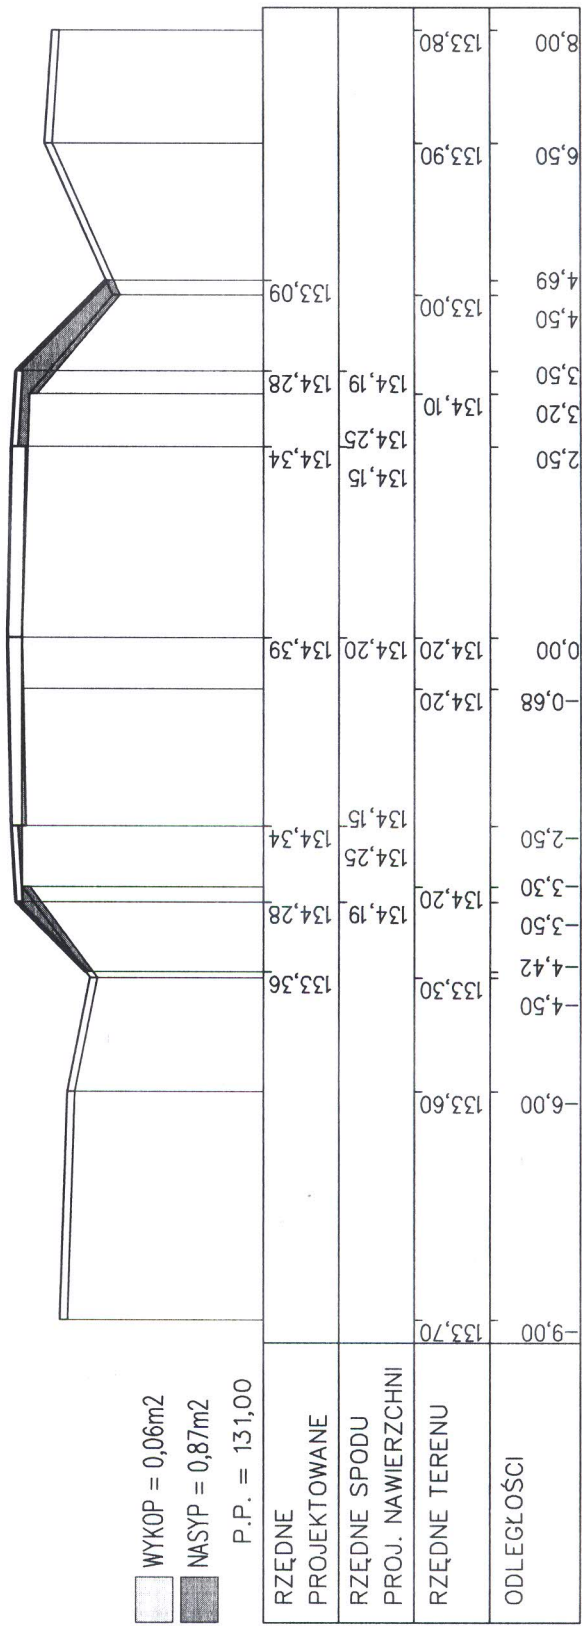 WYKOP = 0,06m2
NASYP = 0,87m2
P.P. = 131,00
RZĘDNE
PROJEKTOWANE
133,36 134,28 134,34 134,39 134,34 134,28 133,09
RZĘDNE SPODU
PROJ. NAWIERZCHNI
134,19 134,25 134,15 134,20 134,15 134,25 134,19
RZĘDNE TERENU
133,70 133,60 133,30 134,20 134,20 134,20 134,10 133,00 133,90 133,80
ODLEGŁOŚCI
-9,00 -6,00 -4,50 -4,42 -3,50 -3,30 -2,50 -0,68 0,00 2,50 3,20 3,50 4,50 4,69 6,50 8,00